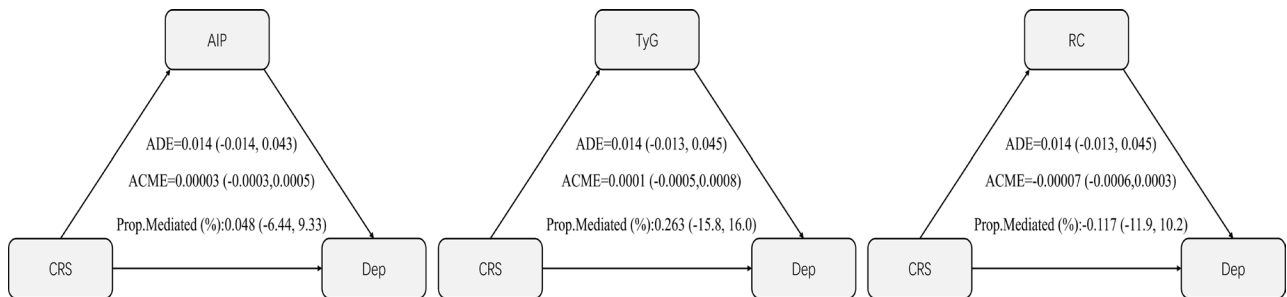 AIP
ADE=0.014 (-0.014, 0.043)
ACME=0.00003 (-0.0003,0.0005)
Prop.Mediated (%):0.048 (-6.44, 9.33)
CRS
Dep
TyG
ADE=0.014 (-0.013, 0.045)
ACME=0.0001 (-0.0005,0.0008)
Prop.Mediated (%):0.263 (-15.8, 16.0)
CRS
Dep
RC
ADE=0.014 (-0.013, 0.045)
ACME=-0.00007 (-0.0006,0.0003)
Prop.Mediated (%):-0.117 (-11.9, 10.2)
CRS
Dep